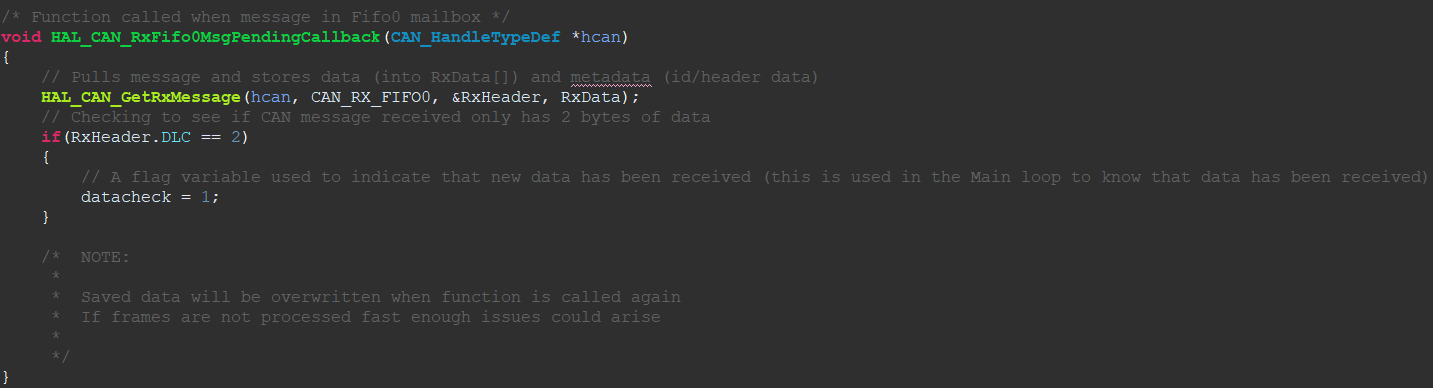 /* Function called when message in Fifo0 mailbox */
void HAL_CAN_RxFifo0MsgPendingCallback(CAN_HandleTypeDef *hcan)
{
    // Pulls message and stores data (into RxData[]) and metadata (id/header data)
    HAL_CAN_GetRxMessage(hcan, CAN_RX_FIFO0, &RxHeader, RxData);
    // Checking to see if CAN message received only has 2 bytes of data
    if(RxHeader.DLC == 2)
    {
        // A flag variable used to indicate that new data has been received (this is used in the Main loop to know that data has been received)
        datacheck = 1;
    }
    /*  NOTE:
     *
     *  Saved data will be overwritten when function is called again
     *  If frames are not processed fast enough issues could arise
     *
     */
}